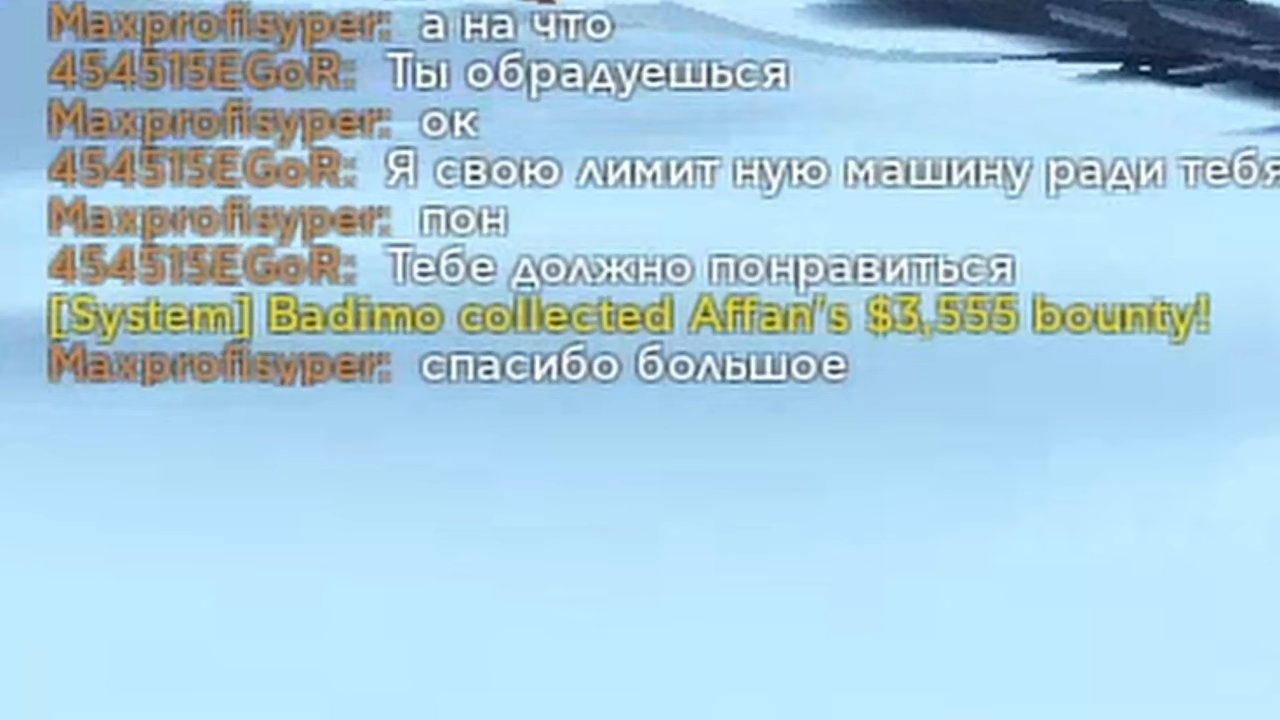 Maxprofisyper: а на что
454515EGoR: Ты обрадуешься
Maxprofisyper: ок
454515EGoR: Я свою лимит ную машину ради тебя
Maxprofisyper: пон
454515EGoR: Тебе должно понравиться
[System] Badimo collected Affan's $3,555 bounty!
Maxprofisyper: спасибо большое